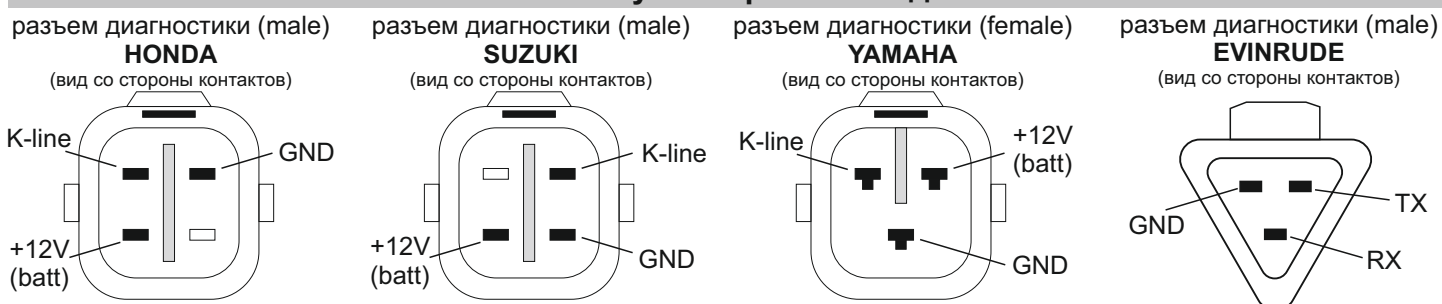 разъем диагностики (male)
HONDA
(вид со стороны контактов)
K-line
GND
+12V
(batt)
разъем диагностики (male)
SUZUKI
(вид со стороны контактов)
K-line
+12V
(batt)
GND
разъем диагностики (female)
YAMAHA
(вид со стороны контактов)
K-line
+12V
(batt)
GND
разъем диагностики (male)
EVINRUDE
(вид со стороны контактов)
GND
TX
RX